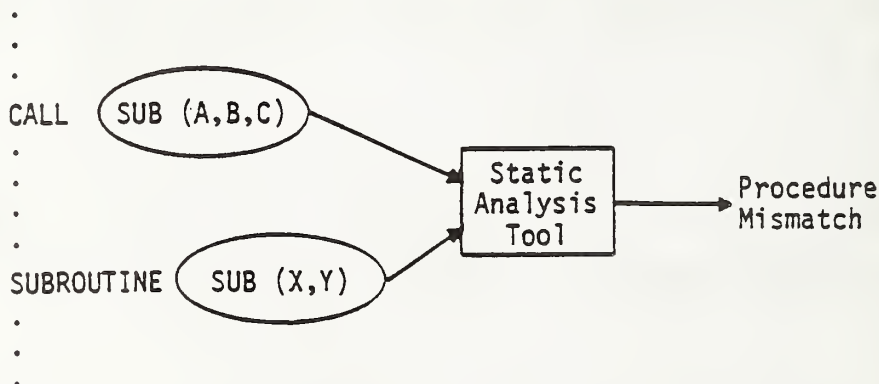 CALL SUB (A,B,C)
Static
Analysis
Tool
Procedure
Mismatch
SUBROUTINE SUB (X,Y)